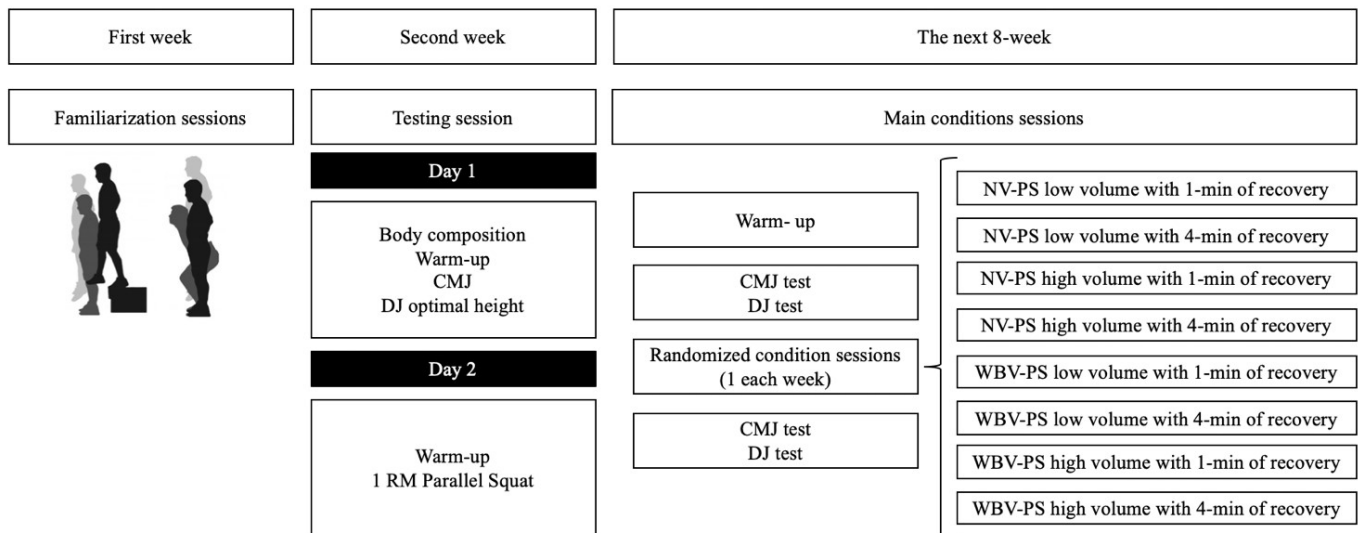 First week
Second week
The next 8-week
Familiarization sessions
Testing session
Main conditions sessions
Day 1
Body composition
Warm-up
CMJ
DJ optimal height
Day 2
Warm-up
1 RM Parallel Squat
Warm- up
CMJ test
DJ test
Randomized condition sessions
(1 each week)
CMJ test
DJ test
NV-PS low volume with 1-min of recovery
NV-PS low volume with 4-min of recovery
NV-PS high volume with 1-min of recovery
NV-PS high volume with 4-min of recovery
WBV-PS low volume with 1-min of recovery
WBV-PS low volume with 4-min of recovery
WBV-PS high volume with 1-min of recovery
WBV-PS high volume with 4-min of recovery